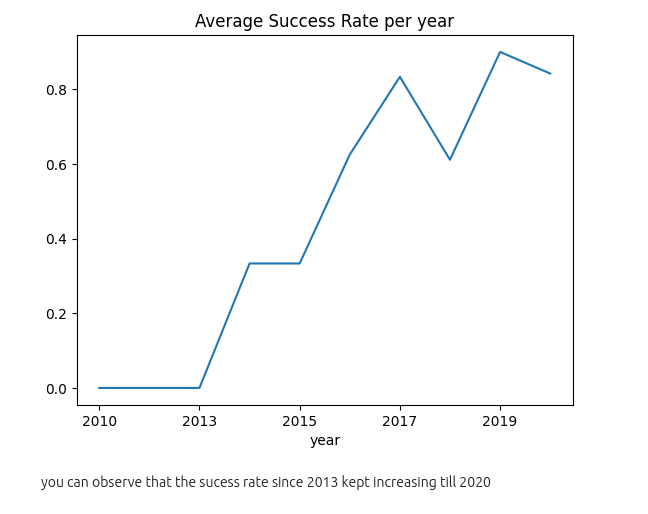 Average Success Rate per year
0.8
0.6
0.4
0.2
0.0
2010 2013 2015 2017 2019
year
you can observe that the sucess rate since 2013 kept increasing till 2020